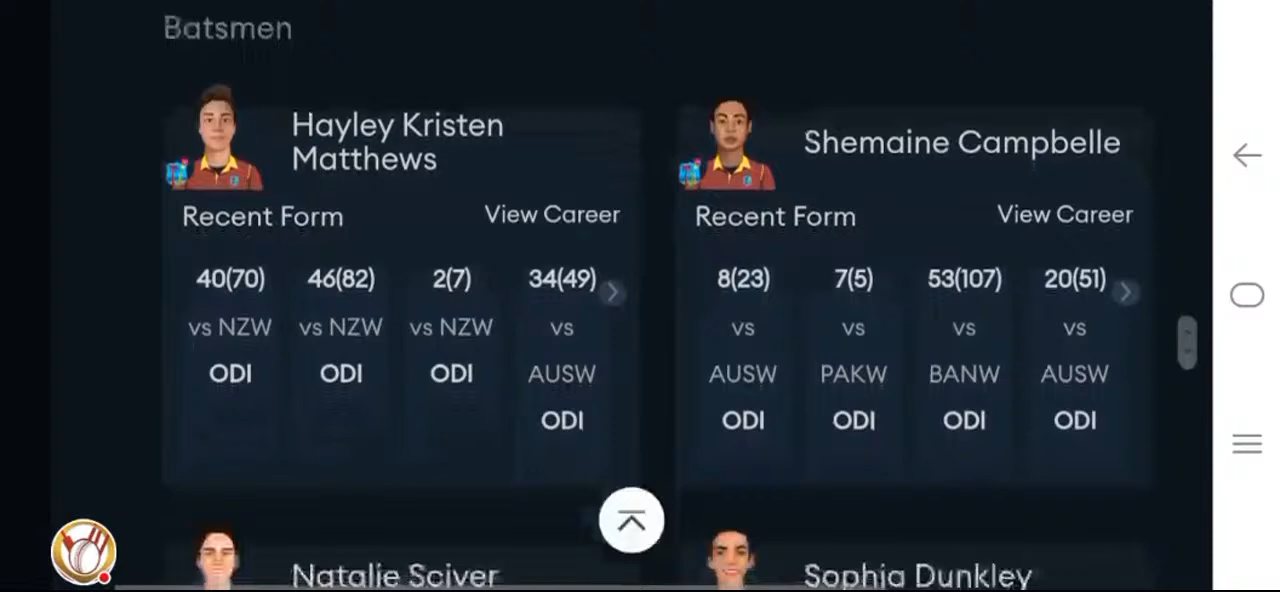 Batsmen
Hayley Kristen
Matthews
Recent Form
View Career
40(70)
46(82)
2(7)
34(49)
vs NZW
vs NZW
vs NZW
vs
AUSW
ODI
ODI
ODI
ODI
Shemaine Campbelle
Recent Form
View Career
8(23)
7(5)
53(107)
20(51)
vs
vs
vs
vs
AUSW
PAKW
BANW
AUSW
ODI
ODI
ODI
ODI
Natalie Sciver
Sophia Dunkley